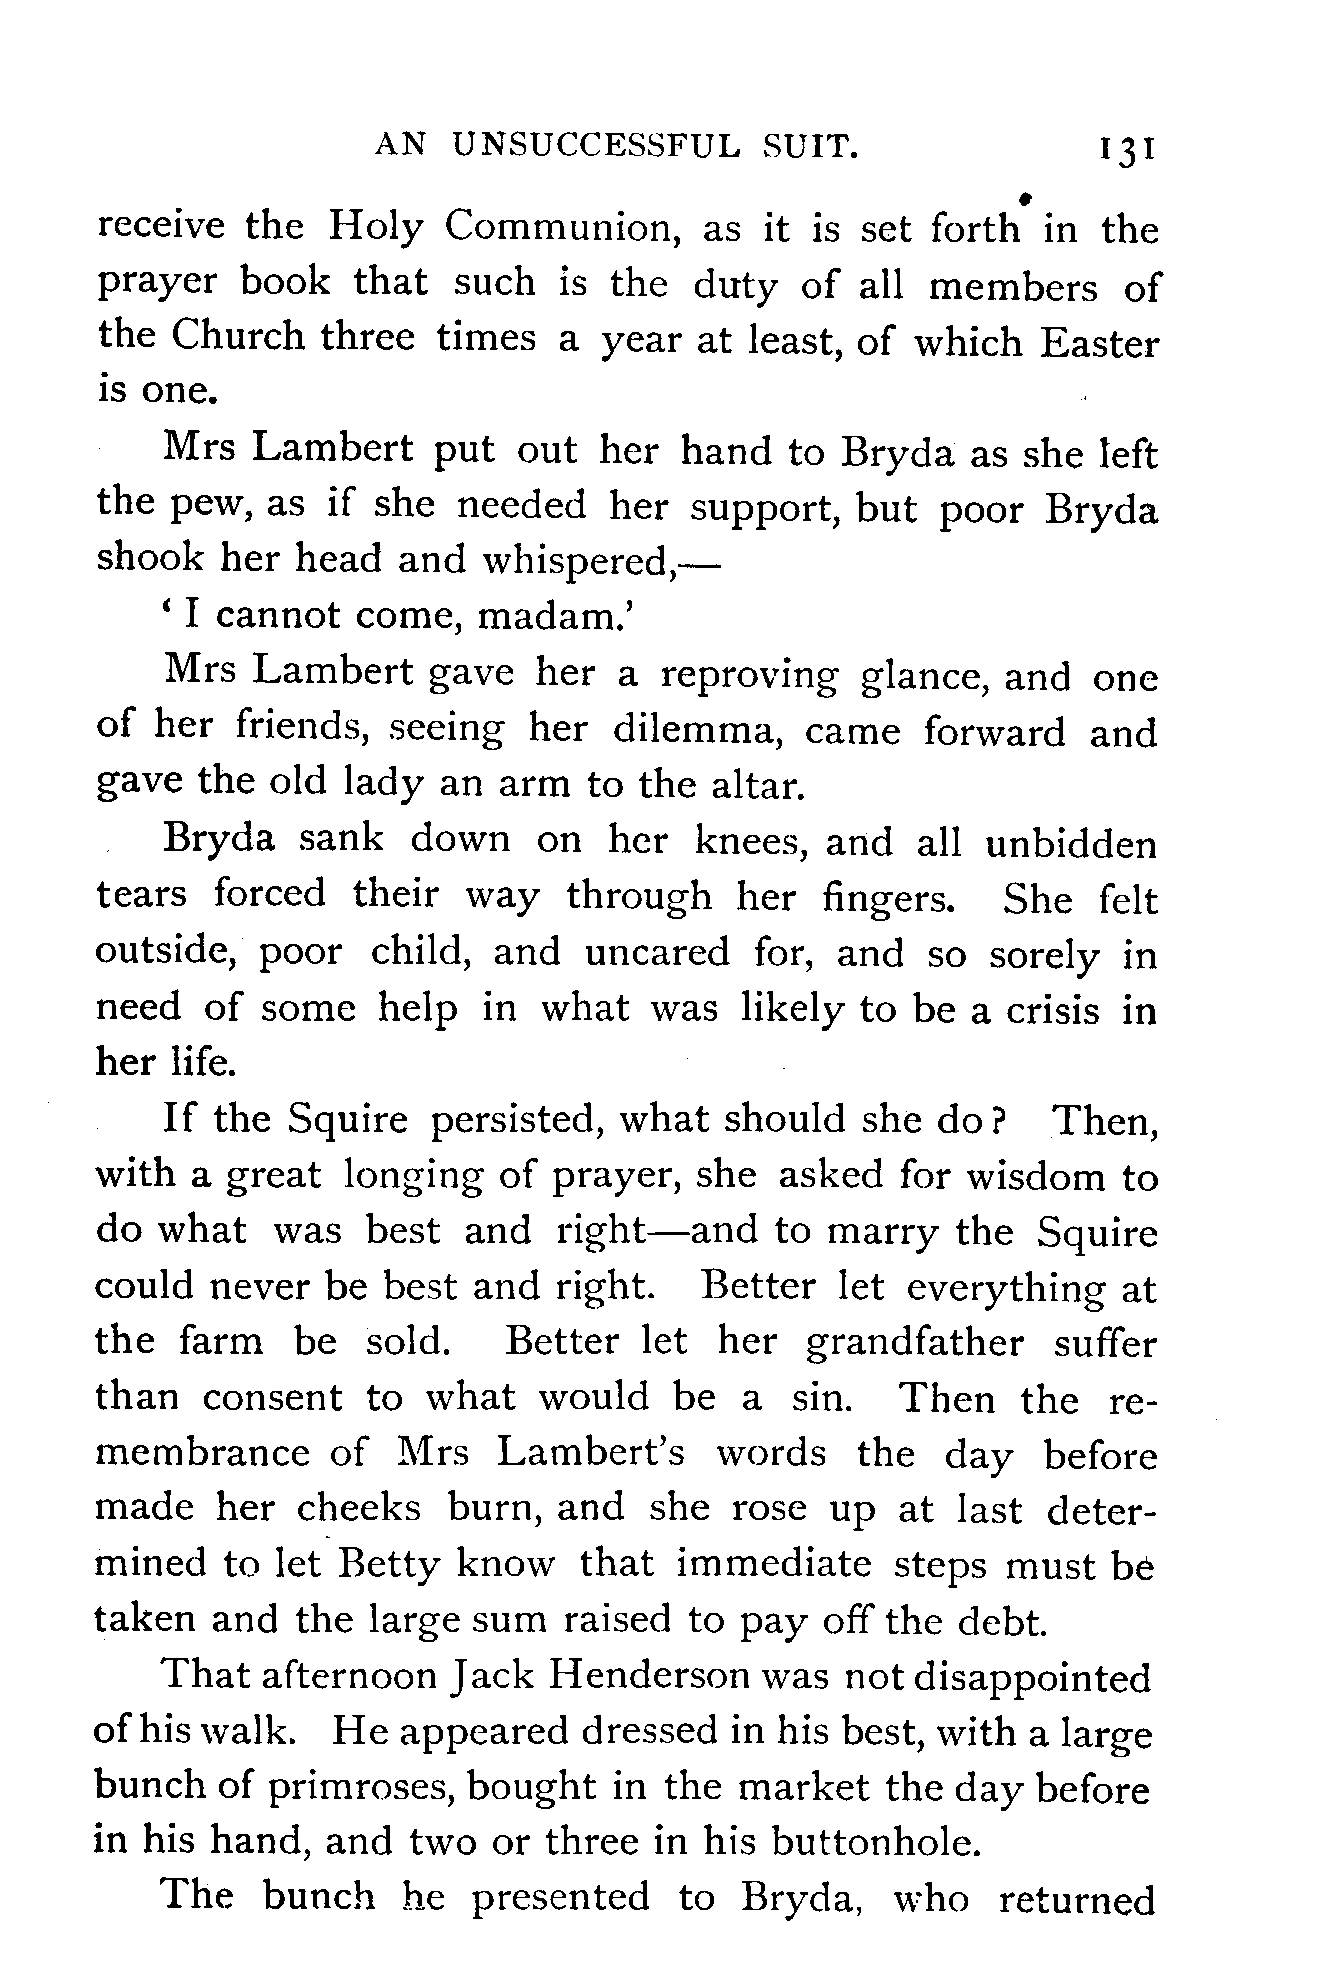 AN UNSUCCESSFUL SUIT. 131
receive the Holy Communion, as it is set forth in the
prayer book that such is the duty of all members of
the Church three times a year at least, of which Easter
is one.
Mrs Lambert put out her hand to Bryda as she left
the pew, as if she needed her support, but poor Bryda
shook her head and whispered,—
‘ I cannot come, madam.’
Mrs Lambert gave her a reproving glance, and one
of her friends, seeing her dilemma, came forward and
gave the old lady an arm to the altar.
Bryda sank down on her knees, and all unbidden
tears forced their way through her fingers. She felt
outside, poor child, and uncared for, and so sorely in
need of some help in what was likely to be a crisis in
her life.
If the Squire persisted, what should she do? Then,
with a great longing of prayer, she asked for wisdom to
do what was best and right—and to marry the Squire
could never be best and right. Better let everything at
the farm be sold. Better let her grandfather suffer
than consent to what would be a sin. Then the re-
membrance of Mrs Lambert’s words the day before
made her cheeks burn, and she rose up at last deter-
mined to let Betty know that immediate steps must be
taken and the large sum raised to pay off the debt.
That afternoon Jack Henderson was not disappointed
of his walk. He appeared dressed in his best, with a large
bunch of primroses, bought in the market the day before
in his hand, and two or three in his buttonhole.
The bunch he presented to Bryda, who returned